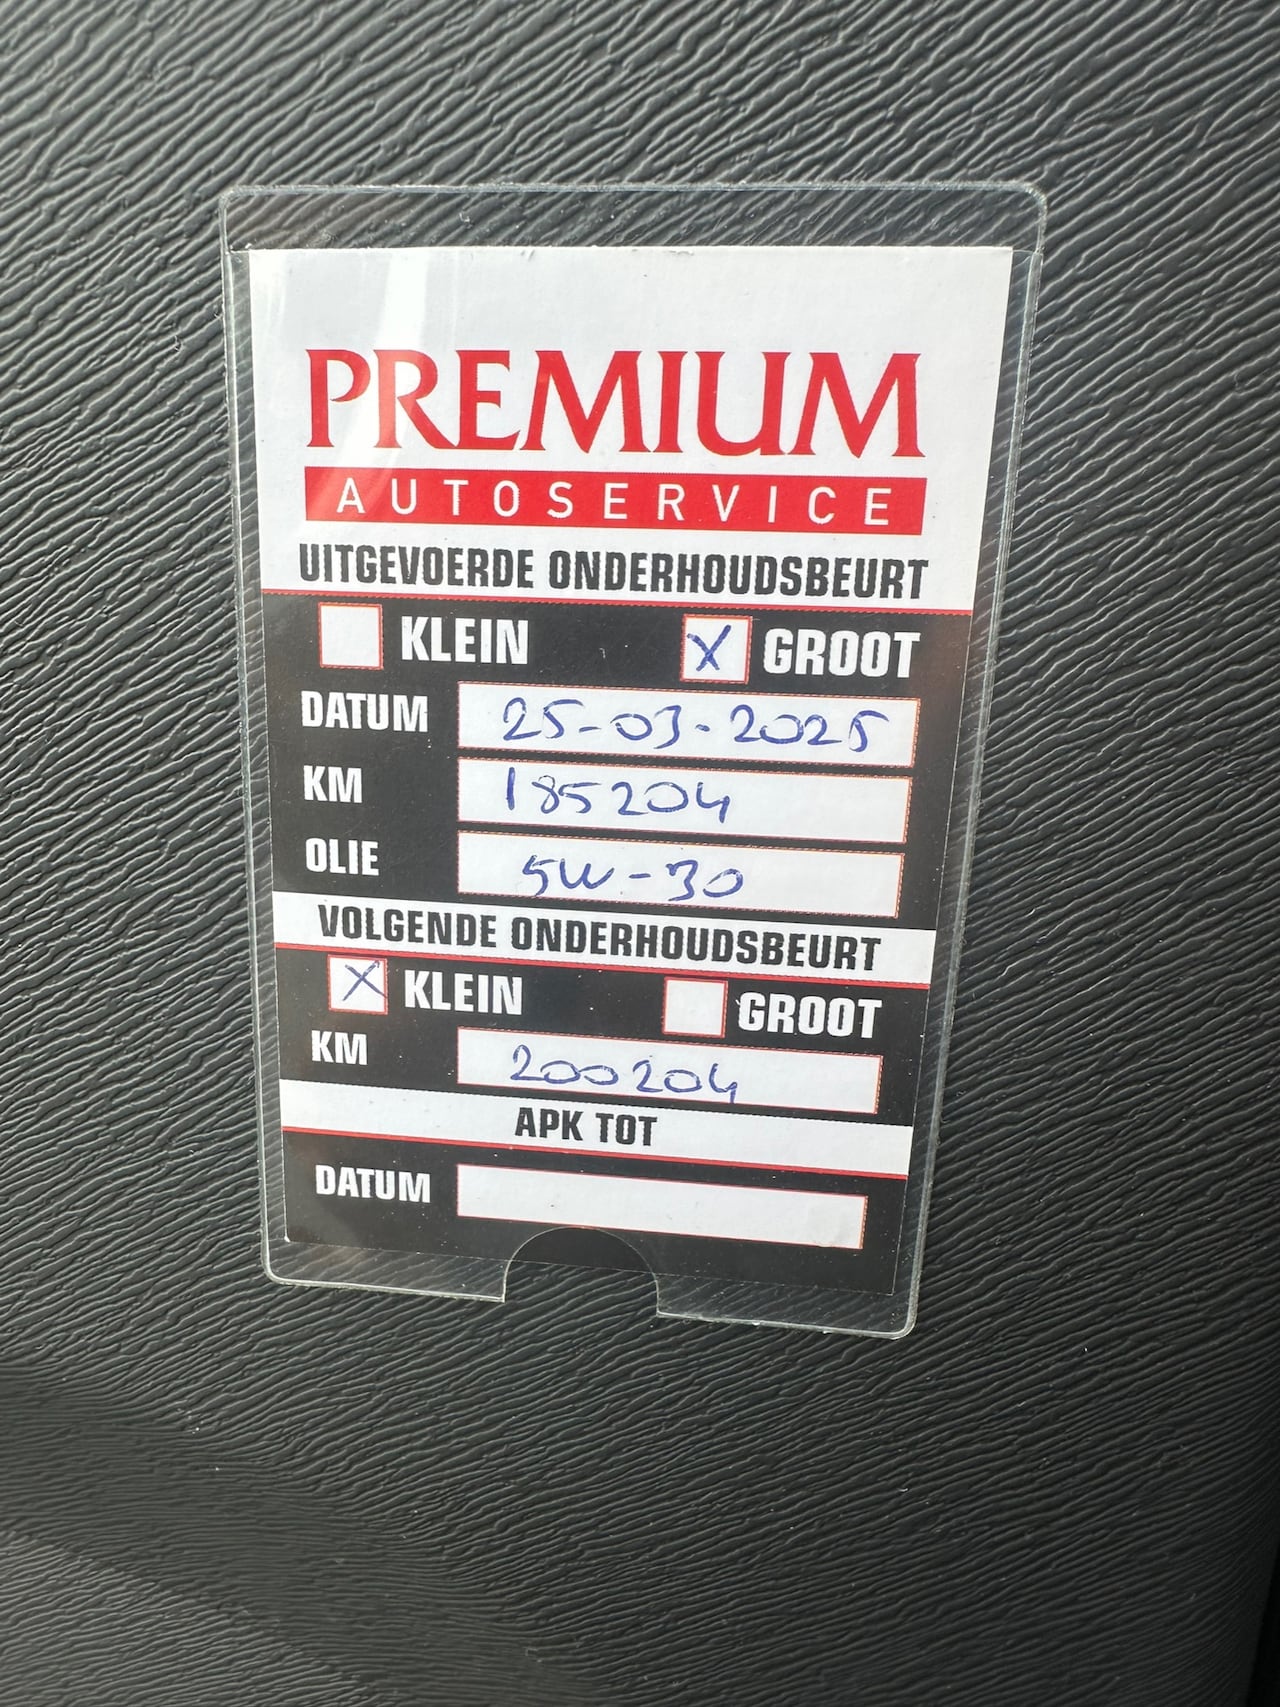 PREMIUM
AUTOSERVICE
UITGEVOERDE ONDERHOUDSBEURT
KLEIN X GROOT
DATUM 25-03-2025
KM 185204
OLIE 5W-30
VOLGENDE ONDERHOUDSBEURT
X KLEIN GROOT
KM 200204
APK TOT
DATUM